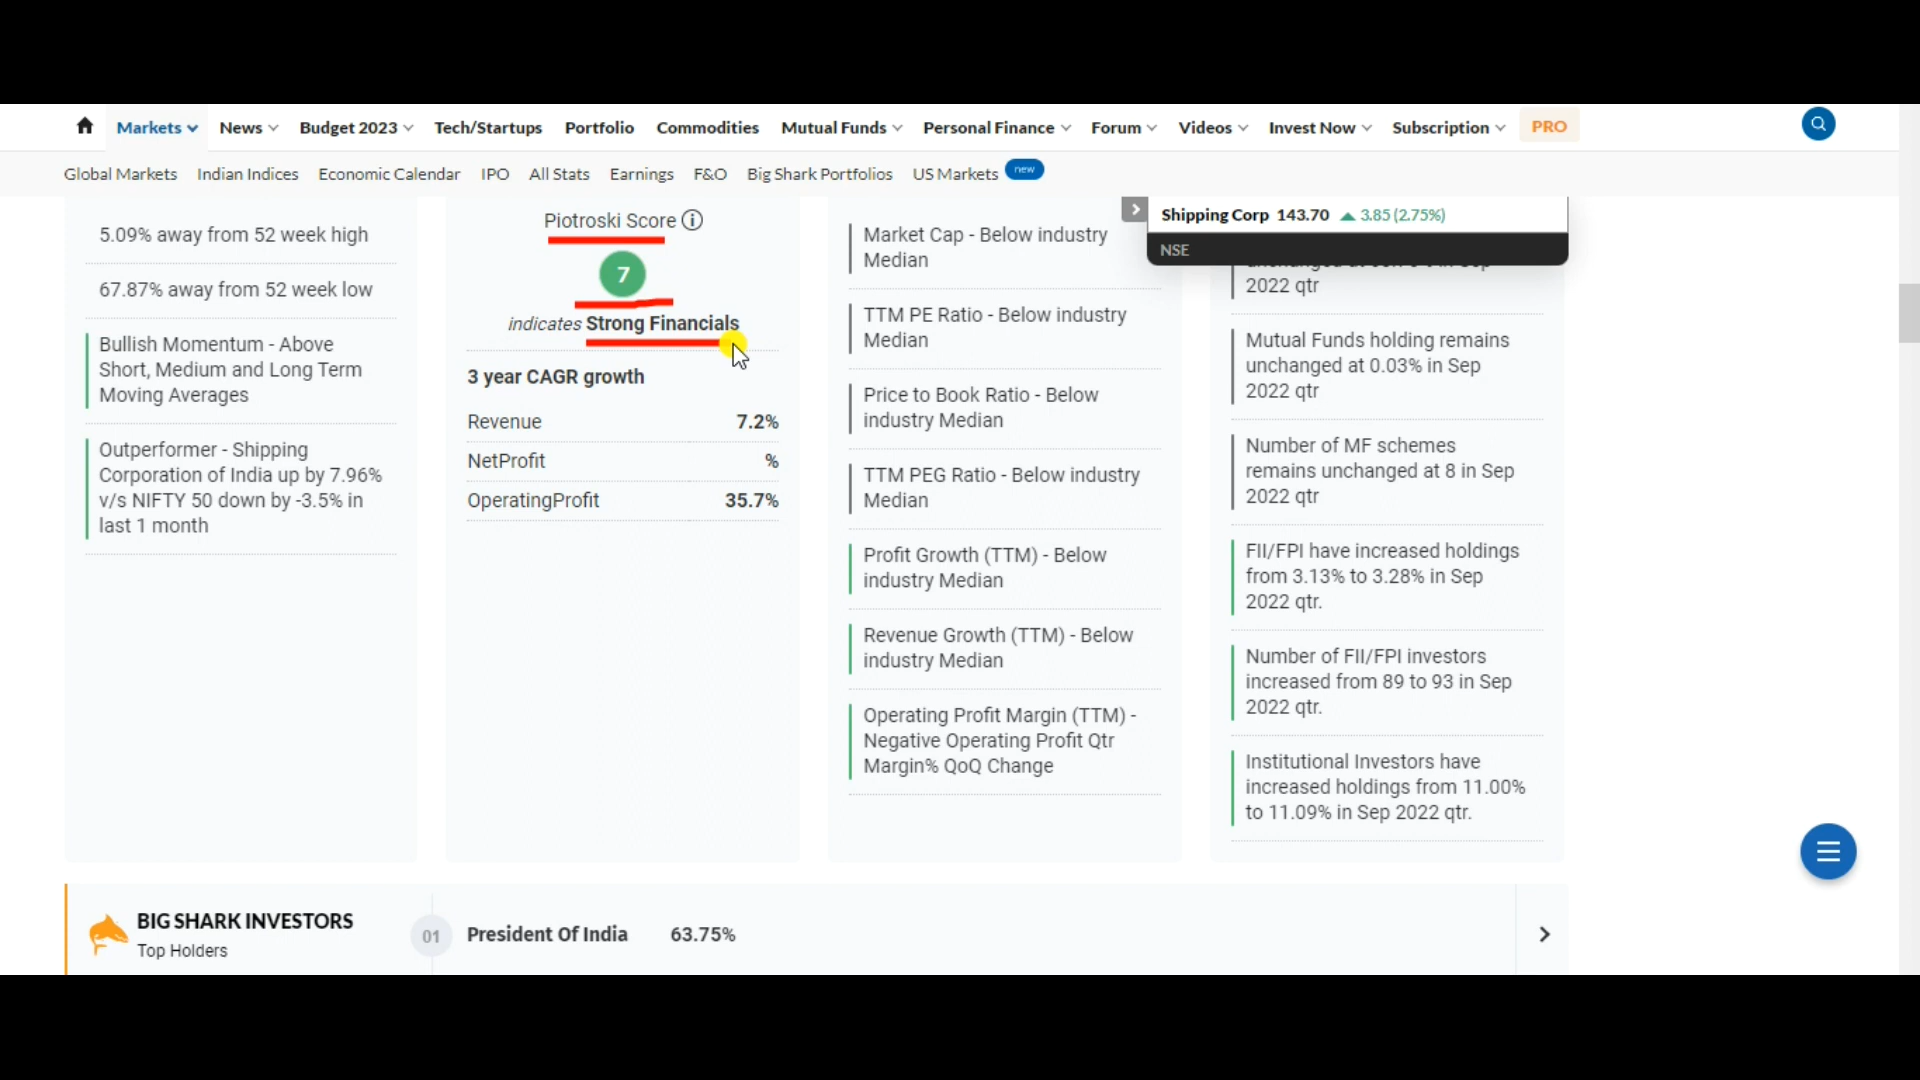 Markets News Budget 2023 Tech/Startups Portfolio Commodities Mutual Funds Personal Finance Forum Videos Invest Now Subscription PRO
Global Markets Indian Indices Economic Calendar IPO All Stats Earnings F&O Big Shark Portfolios US Markets new
Shipping Corp 143.70 ▲ 3.85 (2.75%)
NSE
5.09% away from 52 week high
67.87% away from 52 week low
Bullish Momentum - Above
Short, Medium and Long Term
Moving Averages
Outperformer - Shipping
Corporation of India up by 7.96%
v/s NIFTY 50 down by -3.5% in
last 1 month
Piotroski Score
7
indicates Strong Financials
3 year CAGR growth
Revenue 7.2%
NetProfit %
OperatingProfit 35.7%
Market Cap - Below industry
Median
TTM PE Ratio - Below industry
Median
Price to Book Ratio - Below
industry Median
TTM PEG Ratio - Below industry
Median
Profit Growth (TTM) - Below
industry Median
Revenue Growth (TTM) - Below
industry Median
Operating Profit Margin (TTM) -
Negative Operating Profit Qtr
Margin% QoQ Change
2022 qtr
Mutual Funds holding remains
unchanged at 0.03% in Sep
2022 qtr
Number of MF schemes
remains unchanged at 8 in Sep
2022 qtr
FII/FPI have increased holdings
from 3.13% to 3.28% in Sep
2022 qtr.
Number of FII/FPI investors
increased from 89 to 93 in Sep
2022 qtr.
Institutional Investors have
increased holdings from 11.00%
to 11.09% in Sep 2022 qtr.
BIG SHARK INVESTORS
Top Holders
01 President Of India 63.75%